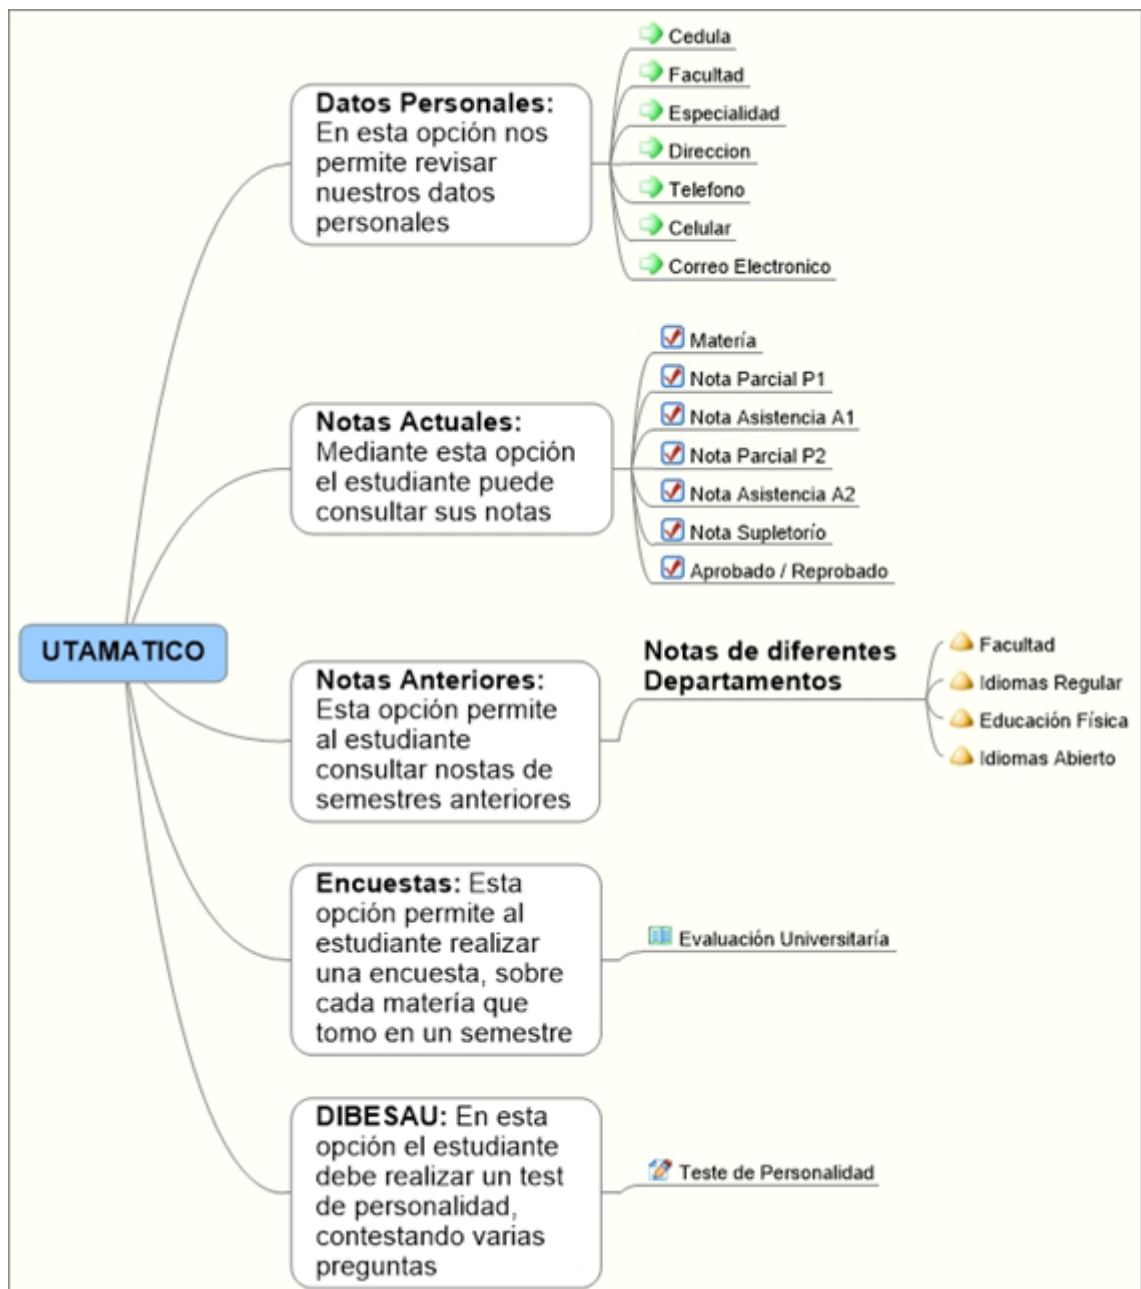 UTAMATICO
Datos Personales:
En esta opción nos
permite revisar
nuestros datos
personales
Cedula
Facultad
Especialidad
Direccion
Telefono
Celular
Correo Electronico
Notas Actuales:
Mediante esta opción
el estudiante puede
consultar sus notas
Matería
Nota Parcial P1
Nota Asistencia A1
Nota Parcial P2
Nota Asistencia A2
Nota Supletorío
Aprobado / Reprobado
Notas Anteriores:
Esta opción permite
al estudiante
consultar nostas de
semestres anteriores
Notas de diferentes
Departamentos
Facultad
Idiomas Regular
Educación Física
Idiomas Abierto
Encuestas: Esta
opción permite al
estudiante realizar
una encuesta, sobre
cada matería que
tomo en un semestre
Evaluación Universitaría
DIBESAU: En esta
opción el estudiante
debe realizar un test
de personalidad,
contestando varias
preguntas
Teste de Personalidad